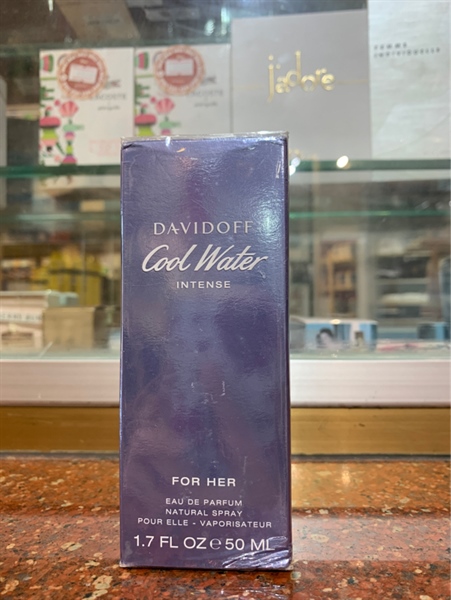 j'adore
DAVIDOFF
Cool Water
INTENSE
FOR HER
EAU DE PARFUM
NATURAL SPRAY
POUR ELLE - VAPORISATEUR
1.7 FL OZ ℮ 50 ML